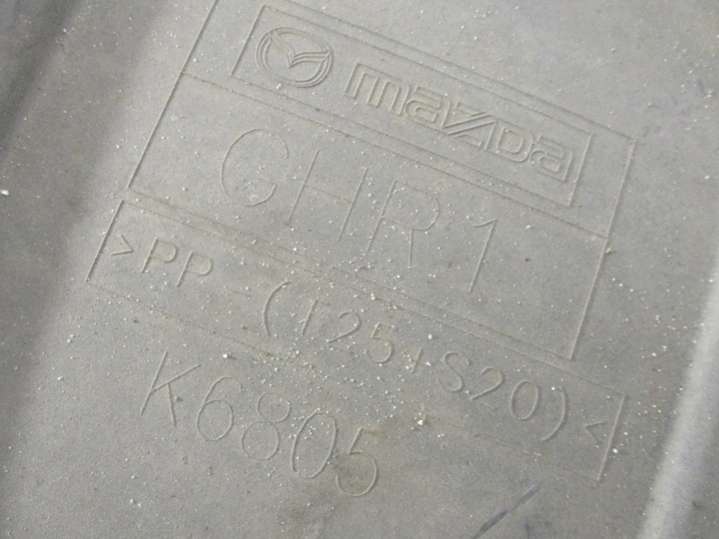 mazda
GHR1
>PP-(T25+S20)<
K6805